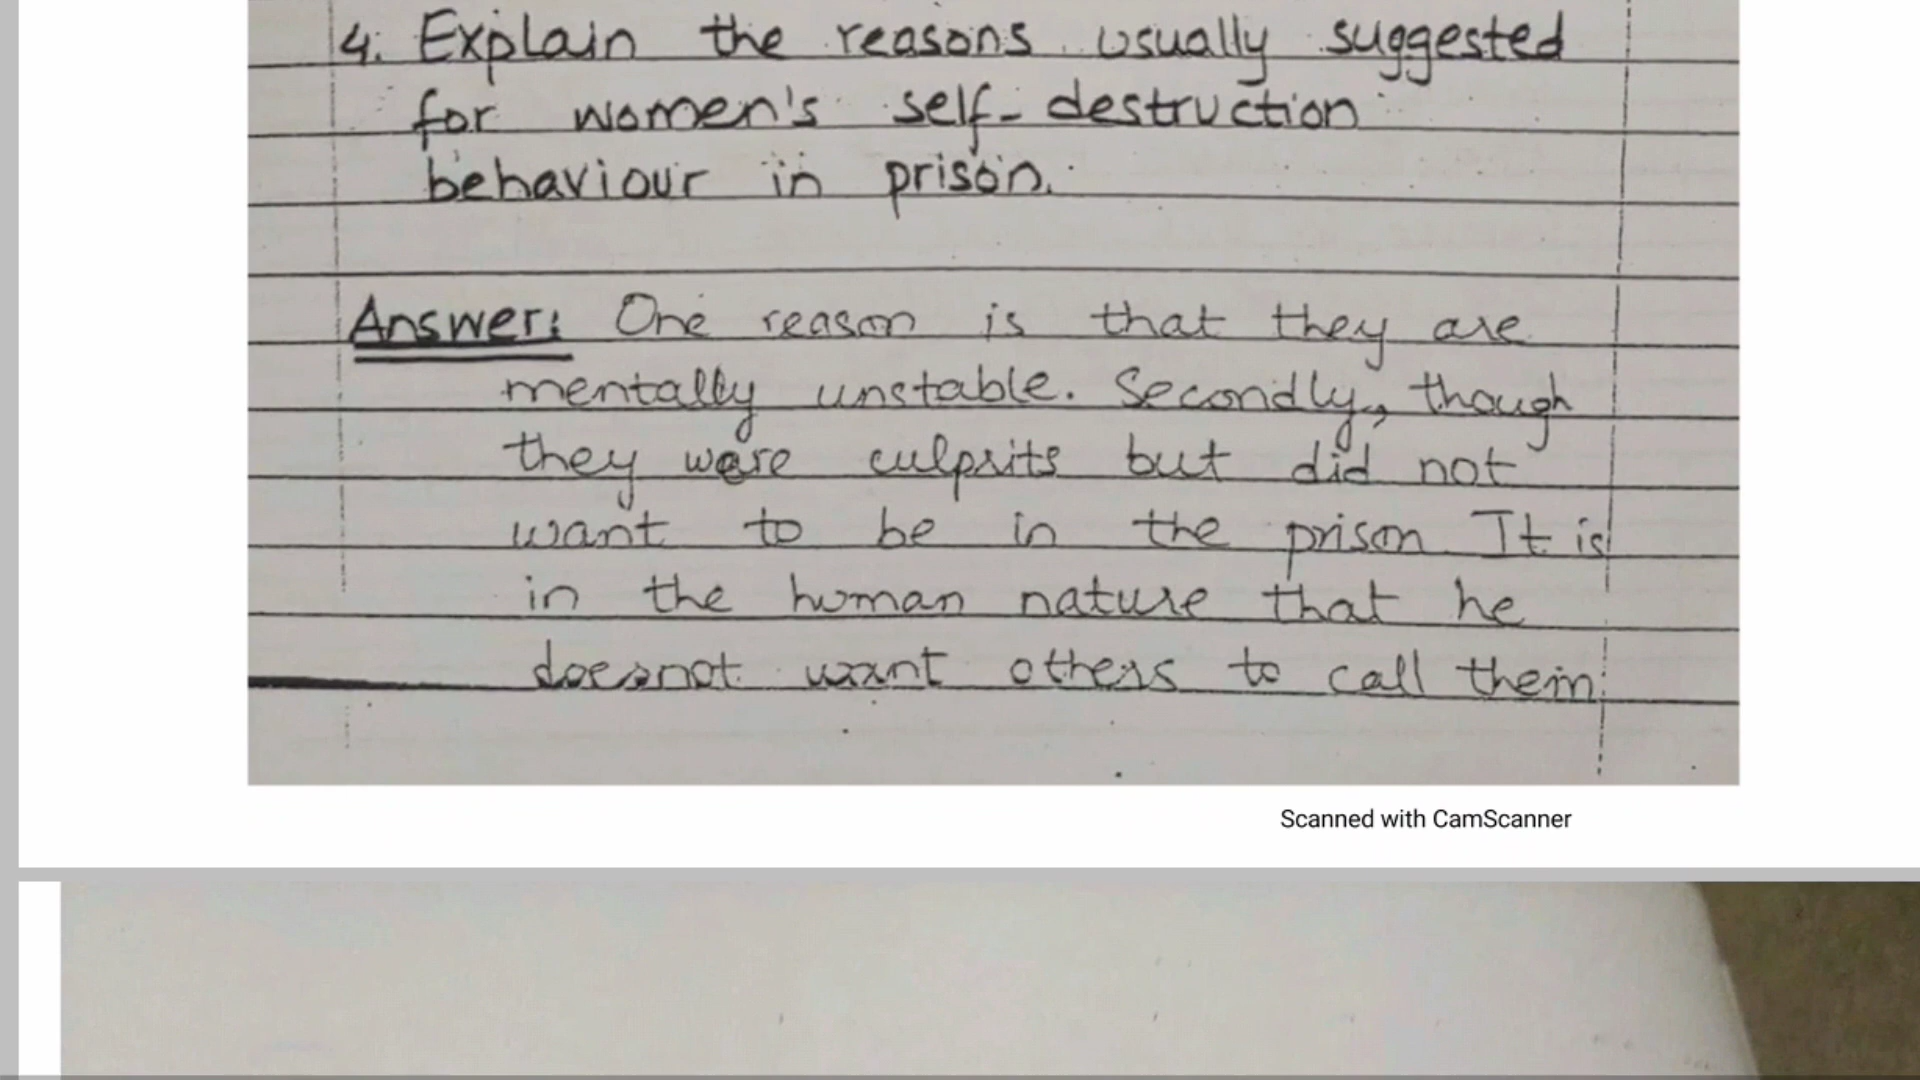 4. Explain the reasons usually suggested
for women's self-destruction
behaviour in prison.
Answer: One reason is that they are
mentally unstable. Secondly, though
they were culprits but did not
want to be in the prison It is
in the human nature that he
doesnot want others to call them
Scanned with CamScanner